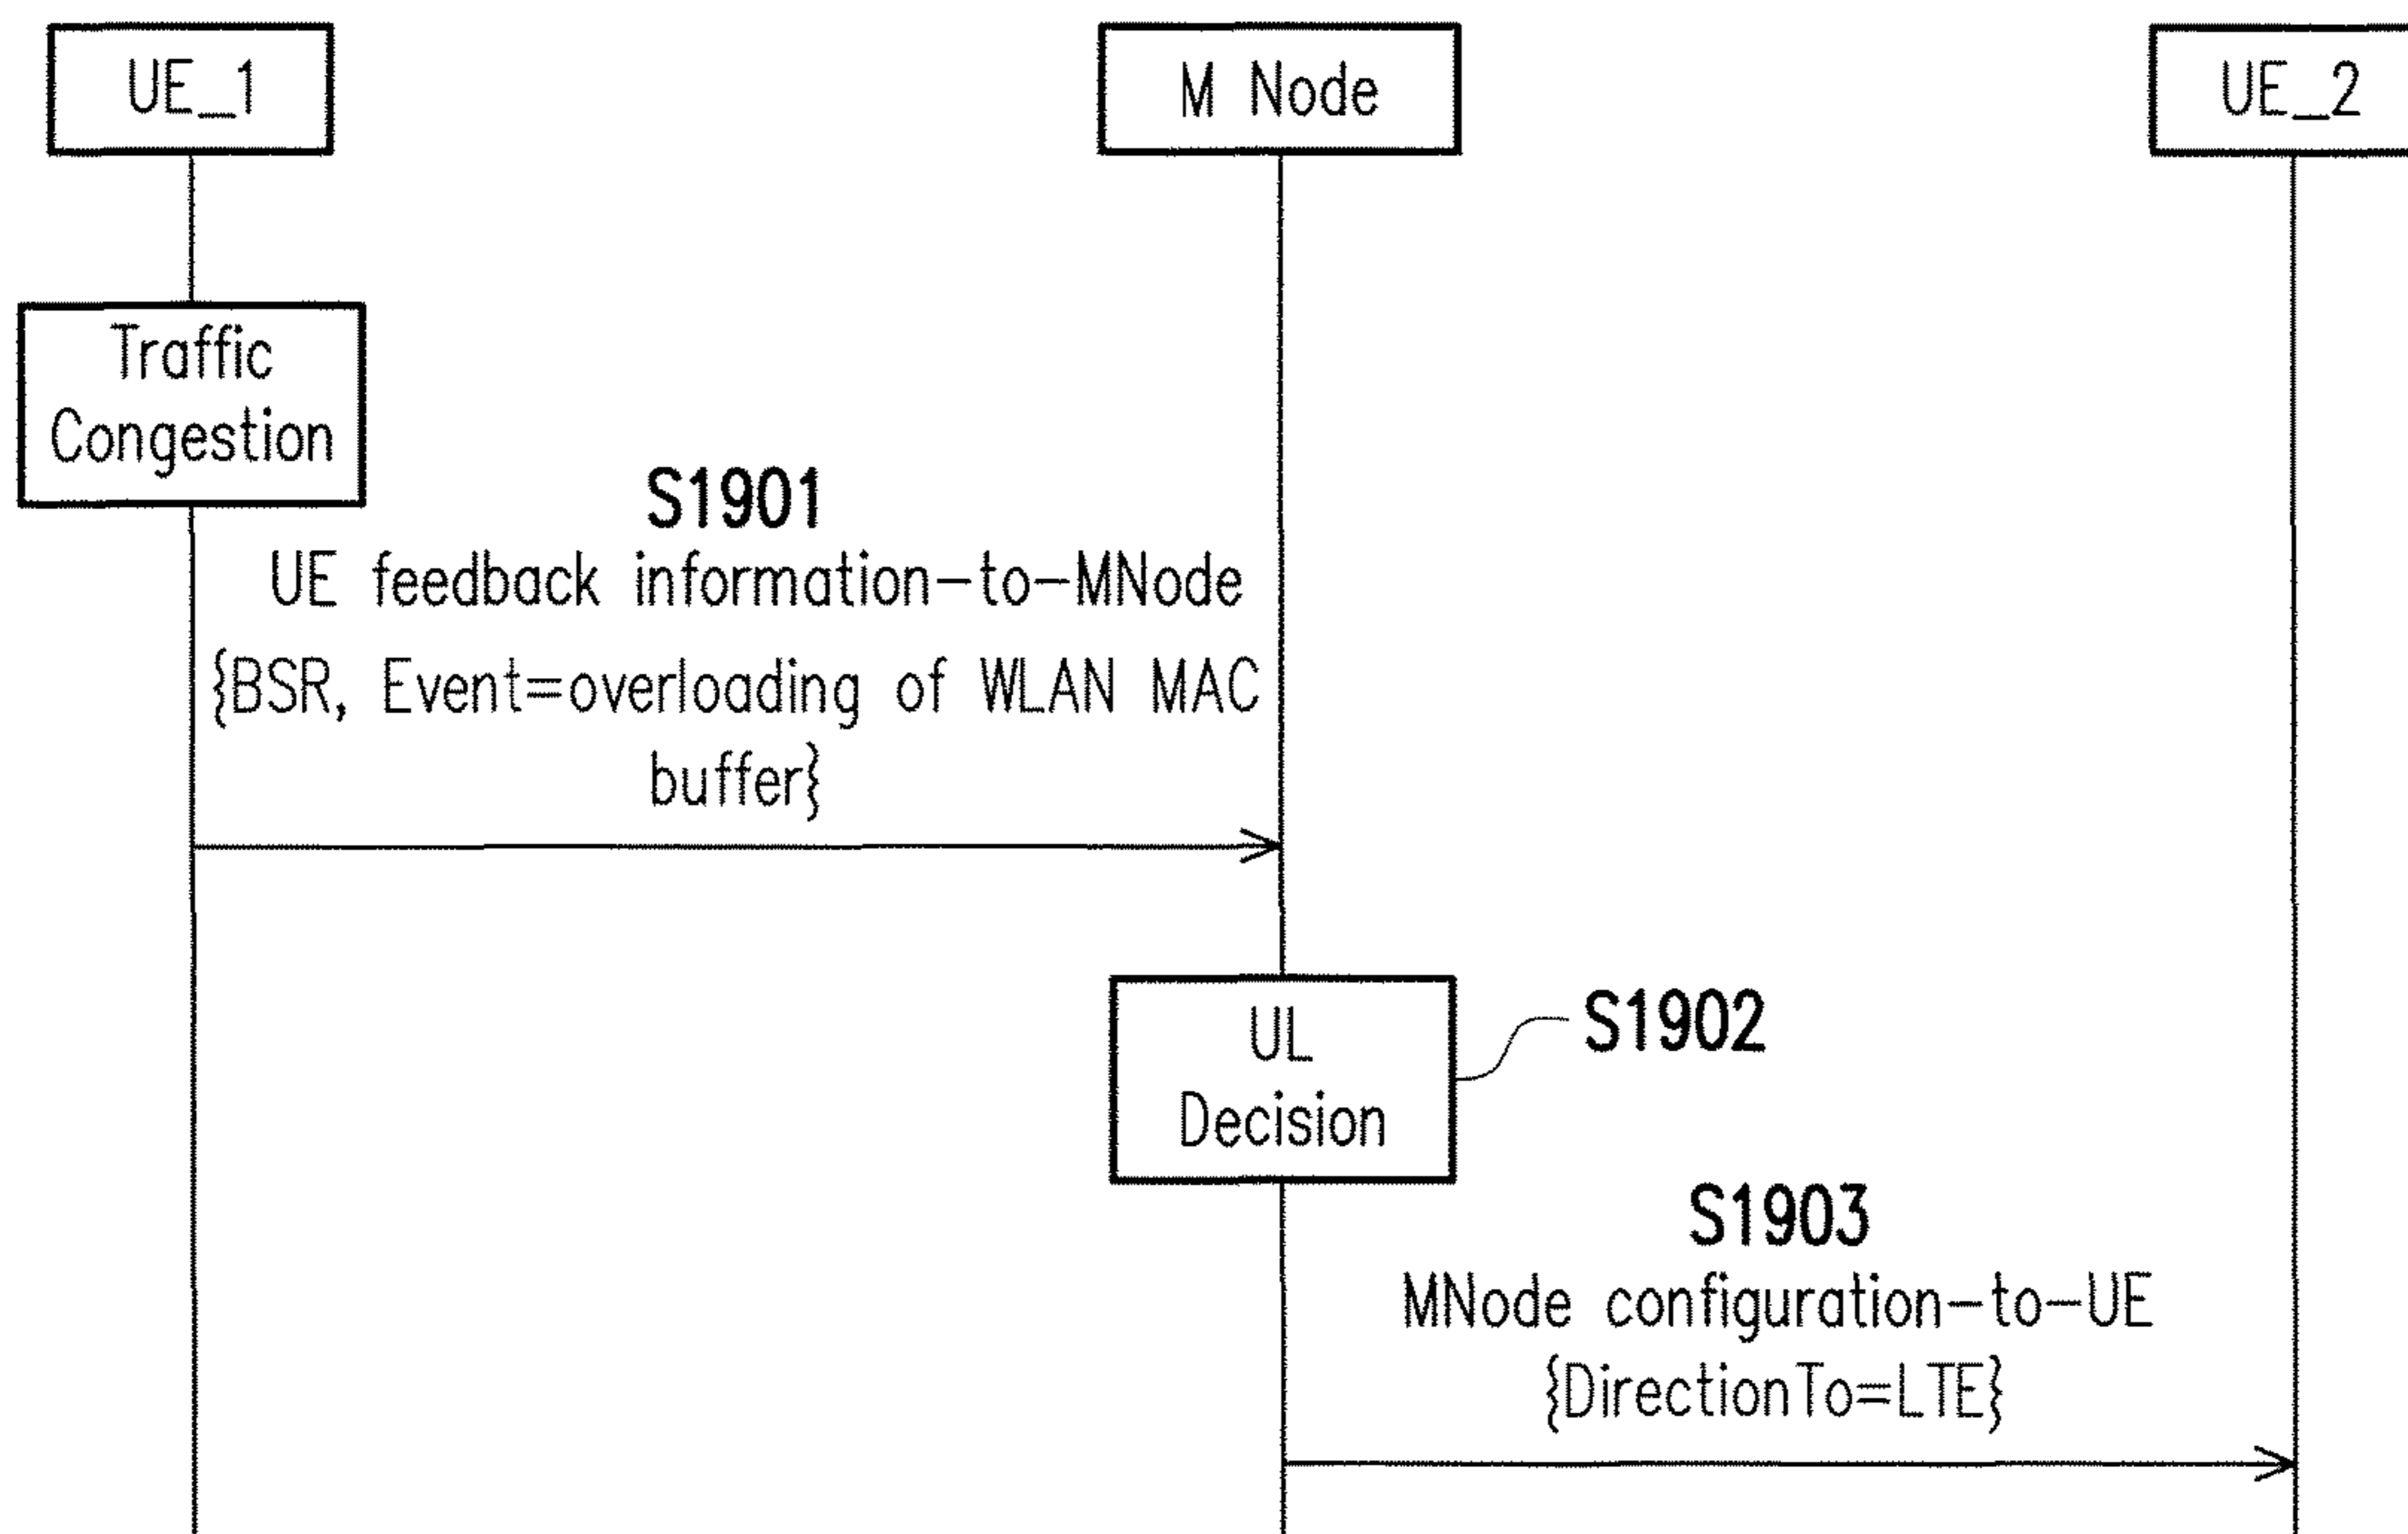 UE_1
M Node
UE_2
Traffic
Congestion
S1901
UE feedback information-to-MNode
{BSR, Event=overloading of WLAN MAC
buffer}
UL
Decision
S1902
S1903
MNode configuration-to-UE
{DirectionTo=LTE}